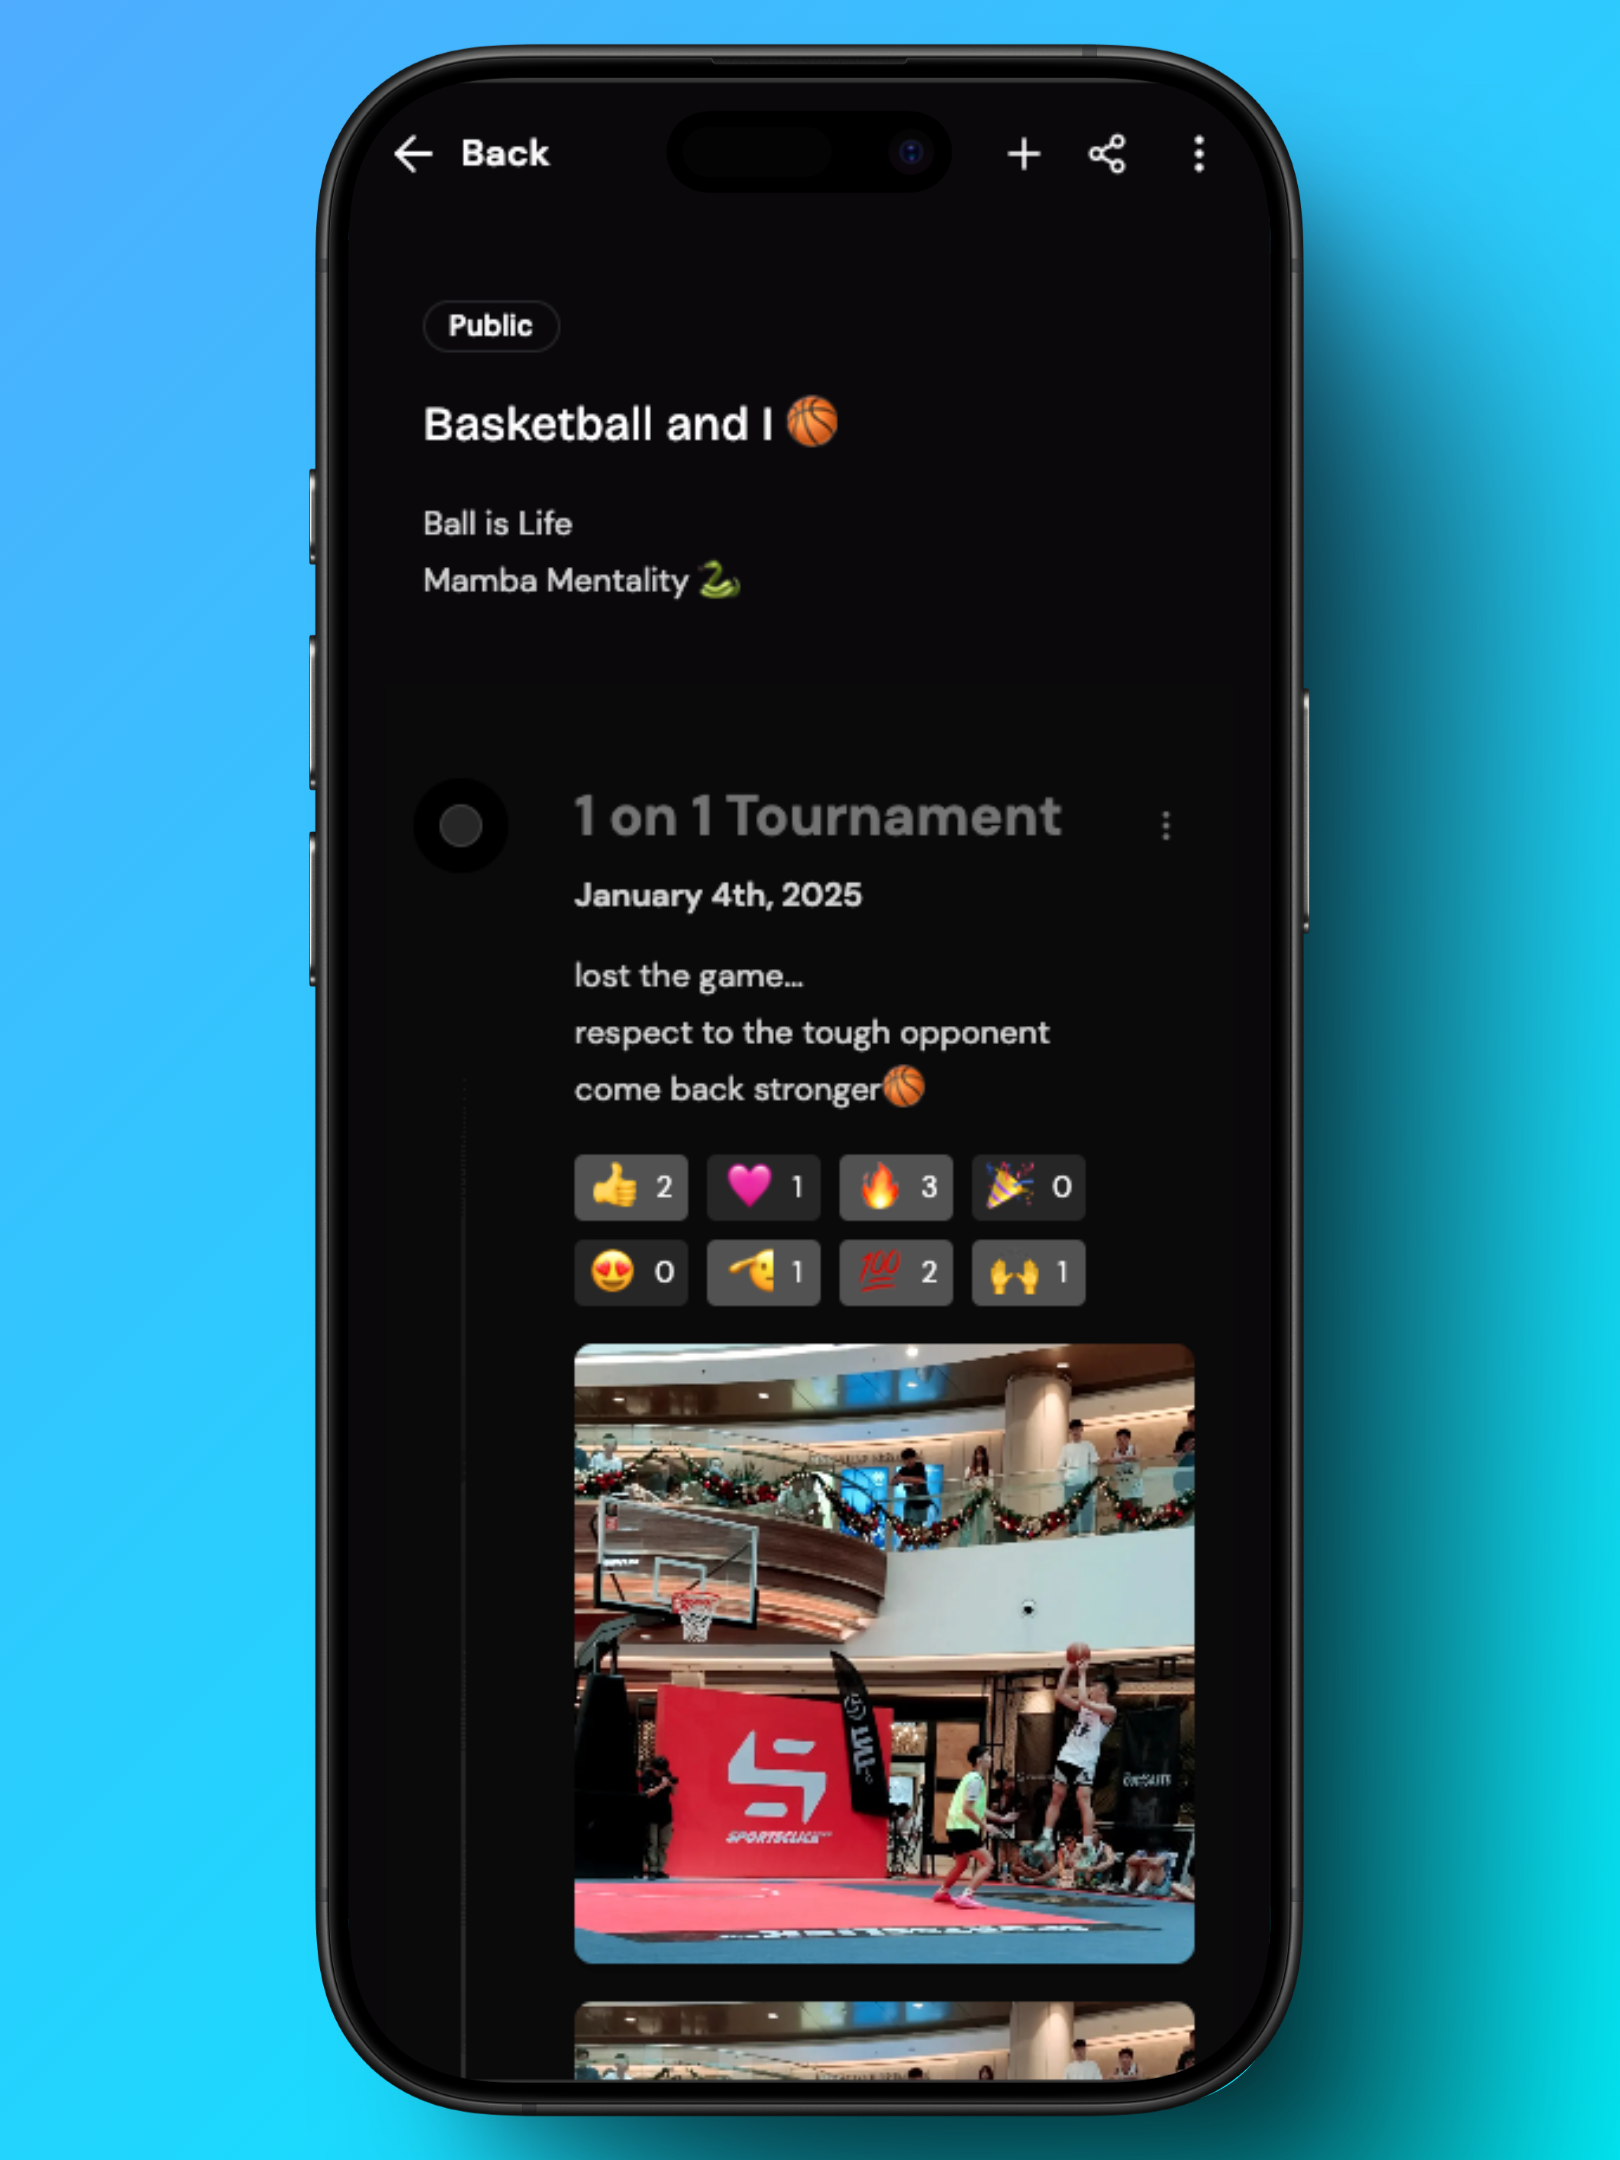 Back
Public
Basketball and I 🏀
Ball is Life
Mamba Mentality 🐍
1 on 1 Tournament
January 4th, 2025
lost the game...
respect to the tough opponent
come back stronger🏀
👍 2 🩷 1 🔥 3 🎉 0
😍 0 🫡 1 💯 2 🙌 1
SPORTSCLICK